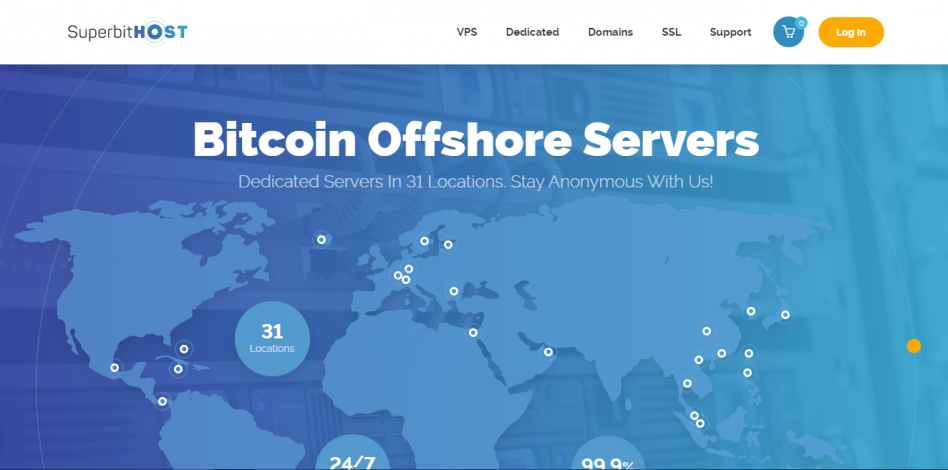 SuperbitHOST
VPS Dedicated Domains SSL Support 0 Log In
Bitcoin Offshore Servers
Dedicated Servers In 31 Locations. Stay Anonymous With Us!
31
Locations
24/7
99.9%